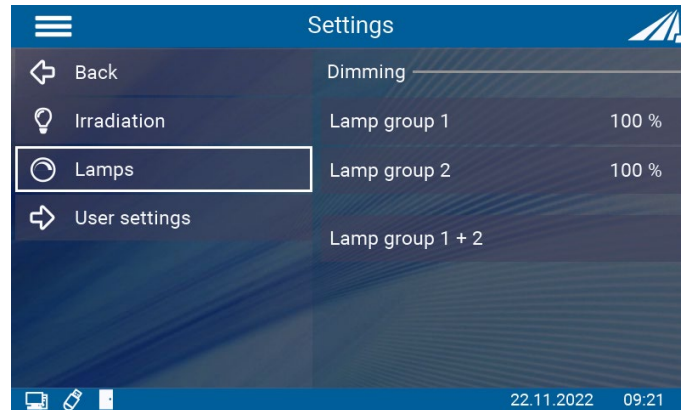 Settings
Back
Irradiation
Lamps
User settings
Dimming
Lamp group 1 100 %
Lamp group 2 100 %
Lamp group 1 + 2
22.11.2022 09:21